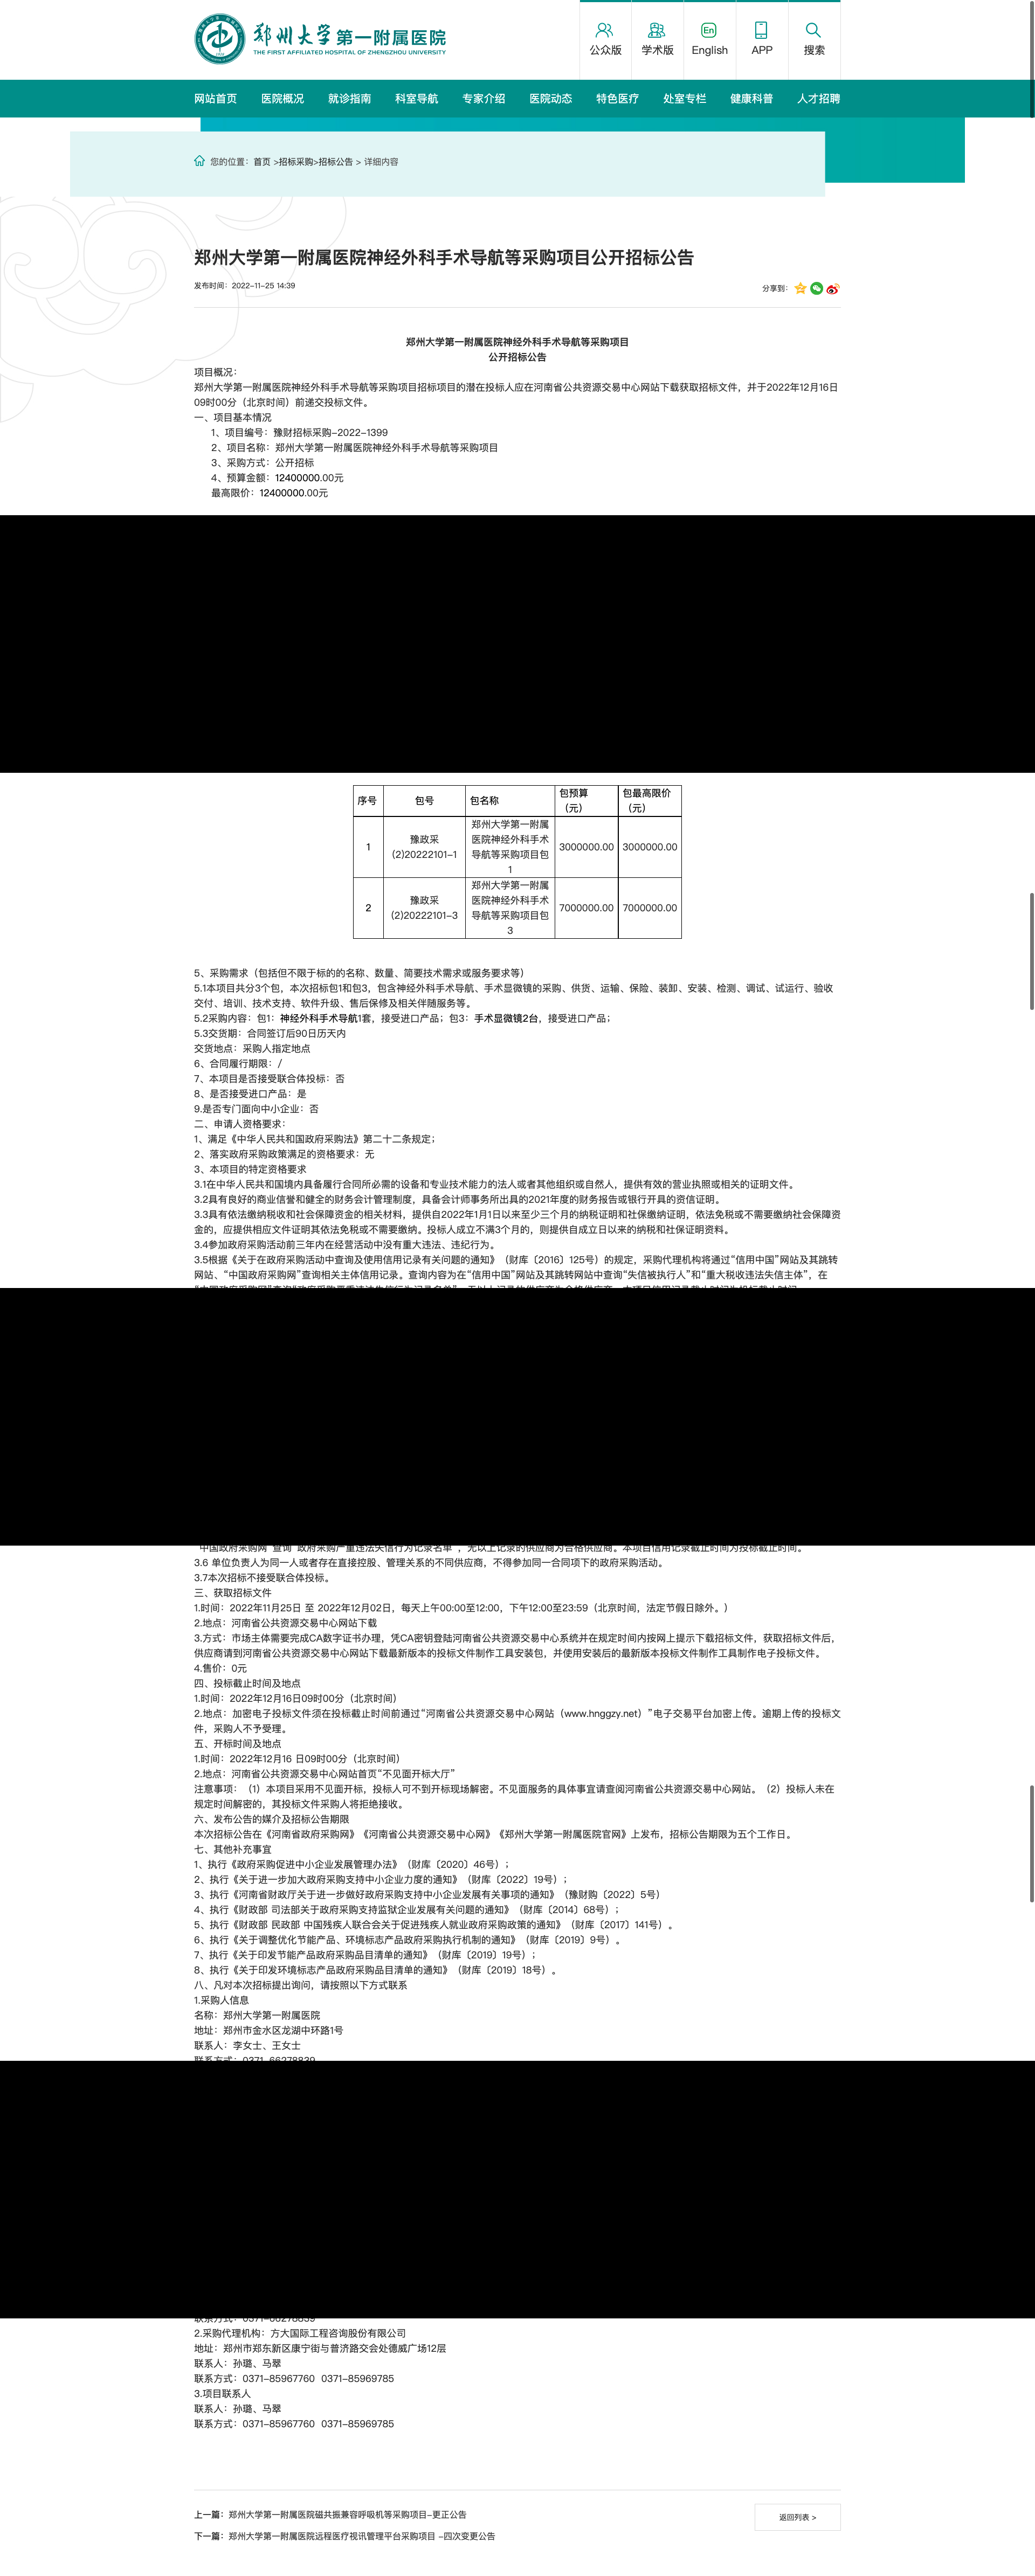 郑州大学第一附属医院
THE FIRST AFFILIATED HOSPITAL OF ZHENGZHOU UNIVERSITY
公众版
学术版
En
English
APP
搜索
网站首页 医院概况 就诊指南 科室导航 专家介绍 医院动态 特色医疗 处室专栏 健康科普 人才招聘
您的位置：首页 >招标采购>招标公告 > 详细内容
郑州大学第一附属医院神经外科手术导航等采购项目公开招标公告
发布时间：2022-11-25 14:39
分享到：
郑州大学第一附属医院神经外科手术导航等采购项目
公开招标公告
项目概况：
郑州大学第一附属医院神经外科手术导航等采购项目招标项目的潜在投标人应在河南省公共资源交易中心网站下载获取招标文件，并于2022年12月16日
09时00分（北京时间）前递交投标文件。
一、项目基本情况
1、项目编号：豫财招标采购-2022-1399
2、项目名称：郑州大学第一附属医院神经外科手术导航等采购项目
3、采购方式：公开招标
4、预算金额：12400000.00元
最高限价：12400000.00元
序号 包号 包名称 包预算（元） 包最高限价（元）
1 豫政采(2)20222101-1 郑州大学第一附属医院神经外科手术导航等采购项目包1 3000000.00 3000000.00
2 豫政采(2)20222101-3 郑州大学第一附属医院神经外科手术导航等采购项目包3 7000000.00 7000000.00
5、采购需求（包括但不限于标的的名称、数量、简要技术需求或服务要求等）
5.1本项目共分3个包，本次招标包1和包3，包含神经外科手术导航、手术显微镜的采购、供货、运输、保险、装卸、安装、检测、调试、试运行、验收
交付、培训、技术支持、软件升级、售后保修及相关伴随服务等。
5.2采购内容：包1：神经外科手术导航1套，接受进口产品；包3：手术显微镜2台，接受进口产品；
5.3交货期：合同签订后90日历天内
交货地点：采购人指定地点
6、合同履行期限：/
7、本项目是否接受联合体投标：否
8、是否接受进口产品：是
9.是否专门面向中小企业：否
二、申请人资格要求：
1、满足《中华人民共和国政府采购法》第二十二条规定；
2、落实政府采购政策满足的资格要求：无
3、本项目的特定资格要求
3.1在中华人民共和国境内具备履行合同所必需的设备和专业技术能力的法人或者其他组织或自然人，提供有效的营业执照或相关的证明文件。
3.2具有良好的商业信誉和健全的财务会计管理制度，具备会计师事务所出具的2021年度的财务报告或银行开具的资信证明。
3.3具有依法缴纳税收和社会保障资金的相关材料，提供自2022年1月1日以来至少三个月的纳税证明和社保缴纳证明，依法免税或不需要缴纳社会保障资
金的，应提供相应文件证明其依法免税或不需要缴纳。投标人成立不满3个月的，则提供自成立日以来的纳税和社保证明资料。
3.4参加政府采购活动前三年内在经营活动中没有重大违法、违纪行为。
3.5根据《关于在政府采购活动中查询及使用信用记录有关问题的通知》（财库〔2016〕125号）的规定，采购代理机构将通过“信用中国”网站及其跳转
网站、“中国政府采购网”查询相关主体信用记录。查询内容为在“信用中国”网站及其跳转网站中查询“失信被执行人”和“重大税收违法失信主体”，在
“中国政府采购网”查询“政府采购严重违法失信行为记录名单”，无以上记录的供应商为合格供应商。本项目信用记录截止时间为投标截止时间。
3.6 单位负责人为同一人或者存在直接控股、管理关系的不同供应商，不得参加同一合同项下的政府采购活动。
3.7本次招标不接受联合体投标。
三、获取招标文件
1.时间：2022年11月25日 至 2022年12月02日，每天上午00:00至12:00，下午12:00至23:59（北京时间，法定节假日除外。）
2.地点：河南省公共资源交易中心网站下载
3.方式：市场主体需要完成CA数字证书办理，凭CA密钥登陆河南省公共资源交易中心系统并在规定时间内按网上提示下载招标文件，获取招标文件后，
供应商请到河南省公共资源交易中心网站下载最新版本的投标文件制作工具安装包，并使用安装后的最新版本投标文件制作工具制作电子投标文件。
4.售价：0元
四、投标截止时间及地点
1.时间：2022年12月16日09时00分（北京时间）
2.地点：加密电子投标文件须在投标截止时间前通过“河南省公共资源交易中心网站（www.hnggzy.net）”电子交易平台加密上传。逾期上传的投标文
件，采购人不予受理。
五、开标时间及地点
1.时间：2022年12月16 日09时00分（北京时间）
2.地点：河南省公共资源交易中心网站首页“不见面开标大厅”
注意事项：（1）本项目采用不见面开标，投标人可不到开标现场解密。不见面服务的具体事宜请查阅河南省公共资源交易中心网站。（2）投标人未在
规定时间解密的，其投标文件采购人将拒绝接收。
六、发布公告的媒介及招标公告期限
本次招标公告在《河南省政府采购网》《河南省公共资源交易中心网》《郑州大学第一附属医院官网》上发布，招标公告期限为五个工作日。
七、其他补充事宜
1、执行《政府采购促进中小企业发展管理办法》（财库〔2020〕46号）；
2、执行《关于进一步加大政府采购支持中小企业力度的通知》（财库〔2022〕19号）；
3、执行《河南省财政厅关于进一步做好政府采购支持中小企业发展有关事项的通知》（豫财购〔2022〕5号）
4、执行《财政部 司法部关于政府采购支持监狱企业发展有关问题的通知》（财库〔2014〕68号）；
5、执行《财政部 民政部 中国残疾人联合会关于促进残疾人就业政府采购政策的通知》（财库〔2017〕141号）。
6、执行《关于调整优化节能产品、环境标志产品政府采购执行机制的通知》（财库〔2019〕9号）。
7、执行《关于印发节能产品政府采购品目清单的通知》（财库〔2019〕19号）；
8、执行《关于印发环境标志产品政府采购品目清单的通知》（财库〔2019〕18号）。
八、凡对本次招标提出询问，请按照以下方式联系
1.采购人信息
名称：郑州大学第一附属医院
地址：郑州市金水区龙湖中环路1号
联系人：李女士、王女士
联系方式：0371-66278839
2.采购代理机构：方大国际工程咨询股份有限公司
地址：郑州市郑东新区康宁街与普济路交会处德威广场12层
联系人：孙璐、马翠
联系方式：0371-85967760 0371-85969785
3.项目联系人
联系人：孙璐、马翠
联系方式：0371-85967760 0371-85969785
上一篇：郑州大学第一附属医院磁共振兼容呼吸机等采购项目-更正公告
返回列表 >
下一篇：郑州大学第一附属医院远程医疗视讯管理平台采购项目 -四次变更公告